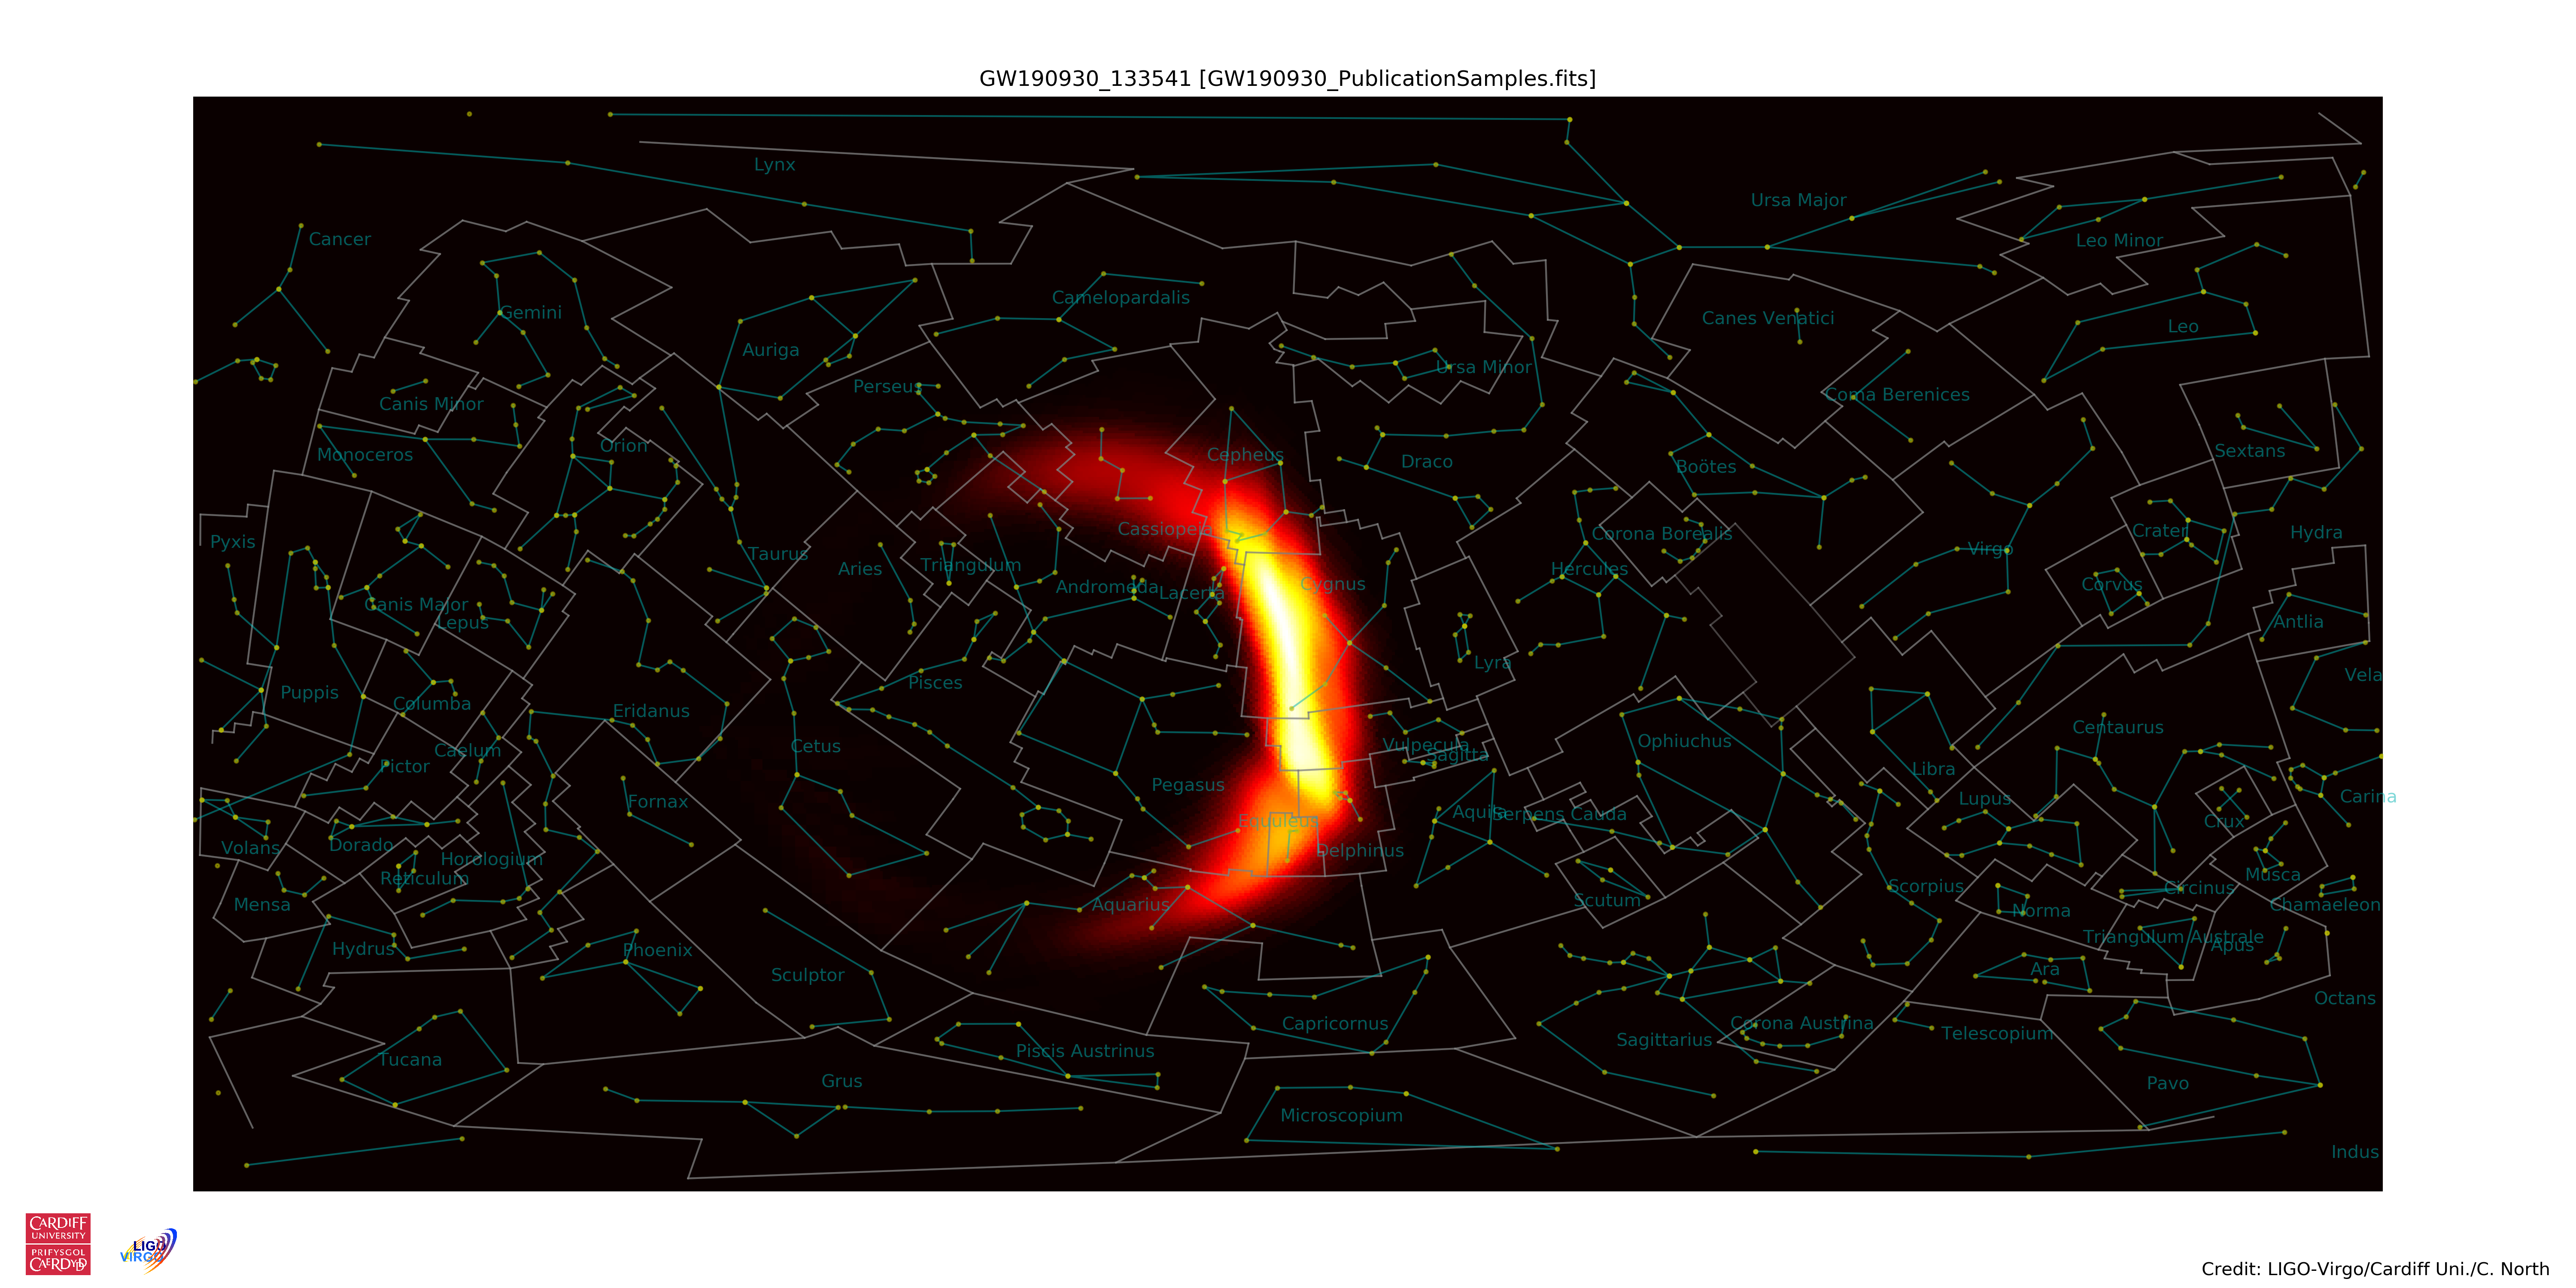 GW190930_133541 [GW190930_PublicationSamples.fits]
Lynx
Ursa Major
Cancer
Leo Minor
Gemini
Camelopardalis
Canes Venatici
Leo
Auriga
Ursa Minor
Perseus
Coma Berenices
Canis Minor
Orion
Monoceros
Cepheus
Draco
Boötes
Sextans
Pyxis
Cassiopeia
Corona Borealis
Crater
Hydra
Taurus
Aries
Triangulum
Virgo
Hercules
Andromeda
Lacerta
Cygnus
Corvus
Canis Major
Lepus
Antlia
Lyra
Vela
Puppis
Columba
Eridanus
Pisces
Centaurus
Caelum
Cetus
Vulpecula
Sagitta
Ophiuchus
Pictor
Libra
Pegasus
Fornax
Lupus
Carina
Aquila
Serpens Cauda
Equuleus
Crux
Volans
Dorado
Horologium
Delphinus
Reticulum
Musca
Scorpius
Circinus
Mensa
Aquarius
Scutum
Norma
Chamaeleon
Hydrus
Phoenix
Triangulum Australe
Apus
Sculptor
Ara
Octans
Capricornus
Corona Austrina
Telescopium
Sagittarius
Tucana
Piscis Austrinus
Grus
Pavo
Microscopium
Indus
CARDIFF
UNIVERSITY
PRIFYSGOL
CAERDYDD
LIGO
VIRGO
Credit: LIGO-Virgo/Cardiff Uni./C. North